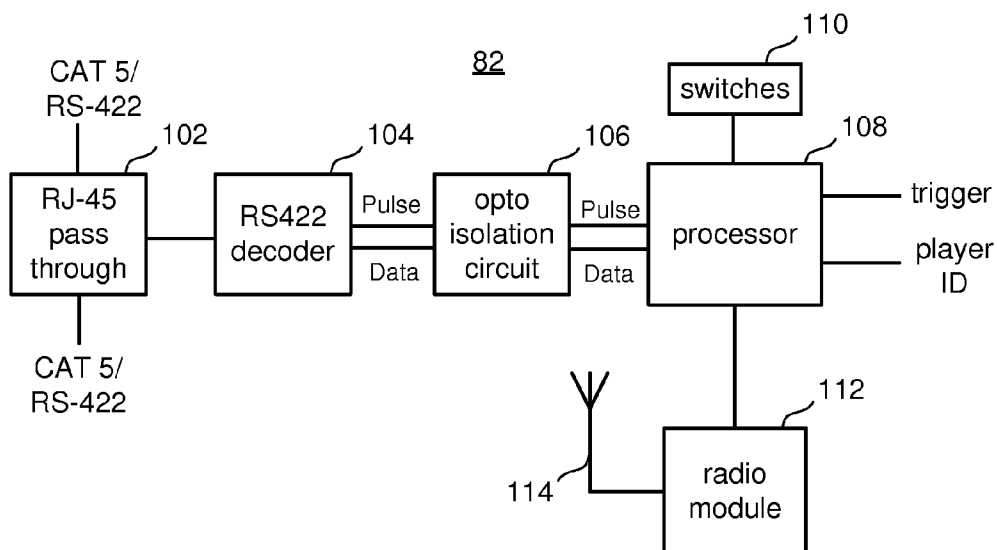 82
110
switches
CAT 5/
RS-422
102
RJ-45
pass
through
CAT 5/
RS-422
104
RS422
decoder
Pulse
Data
106
opto
isolation
circuit
Pulse
Data
108
processor
trigger
player
ID
112
radio
module
114